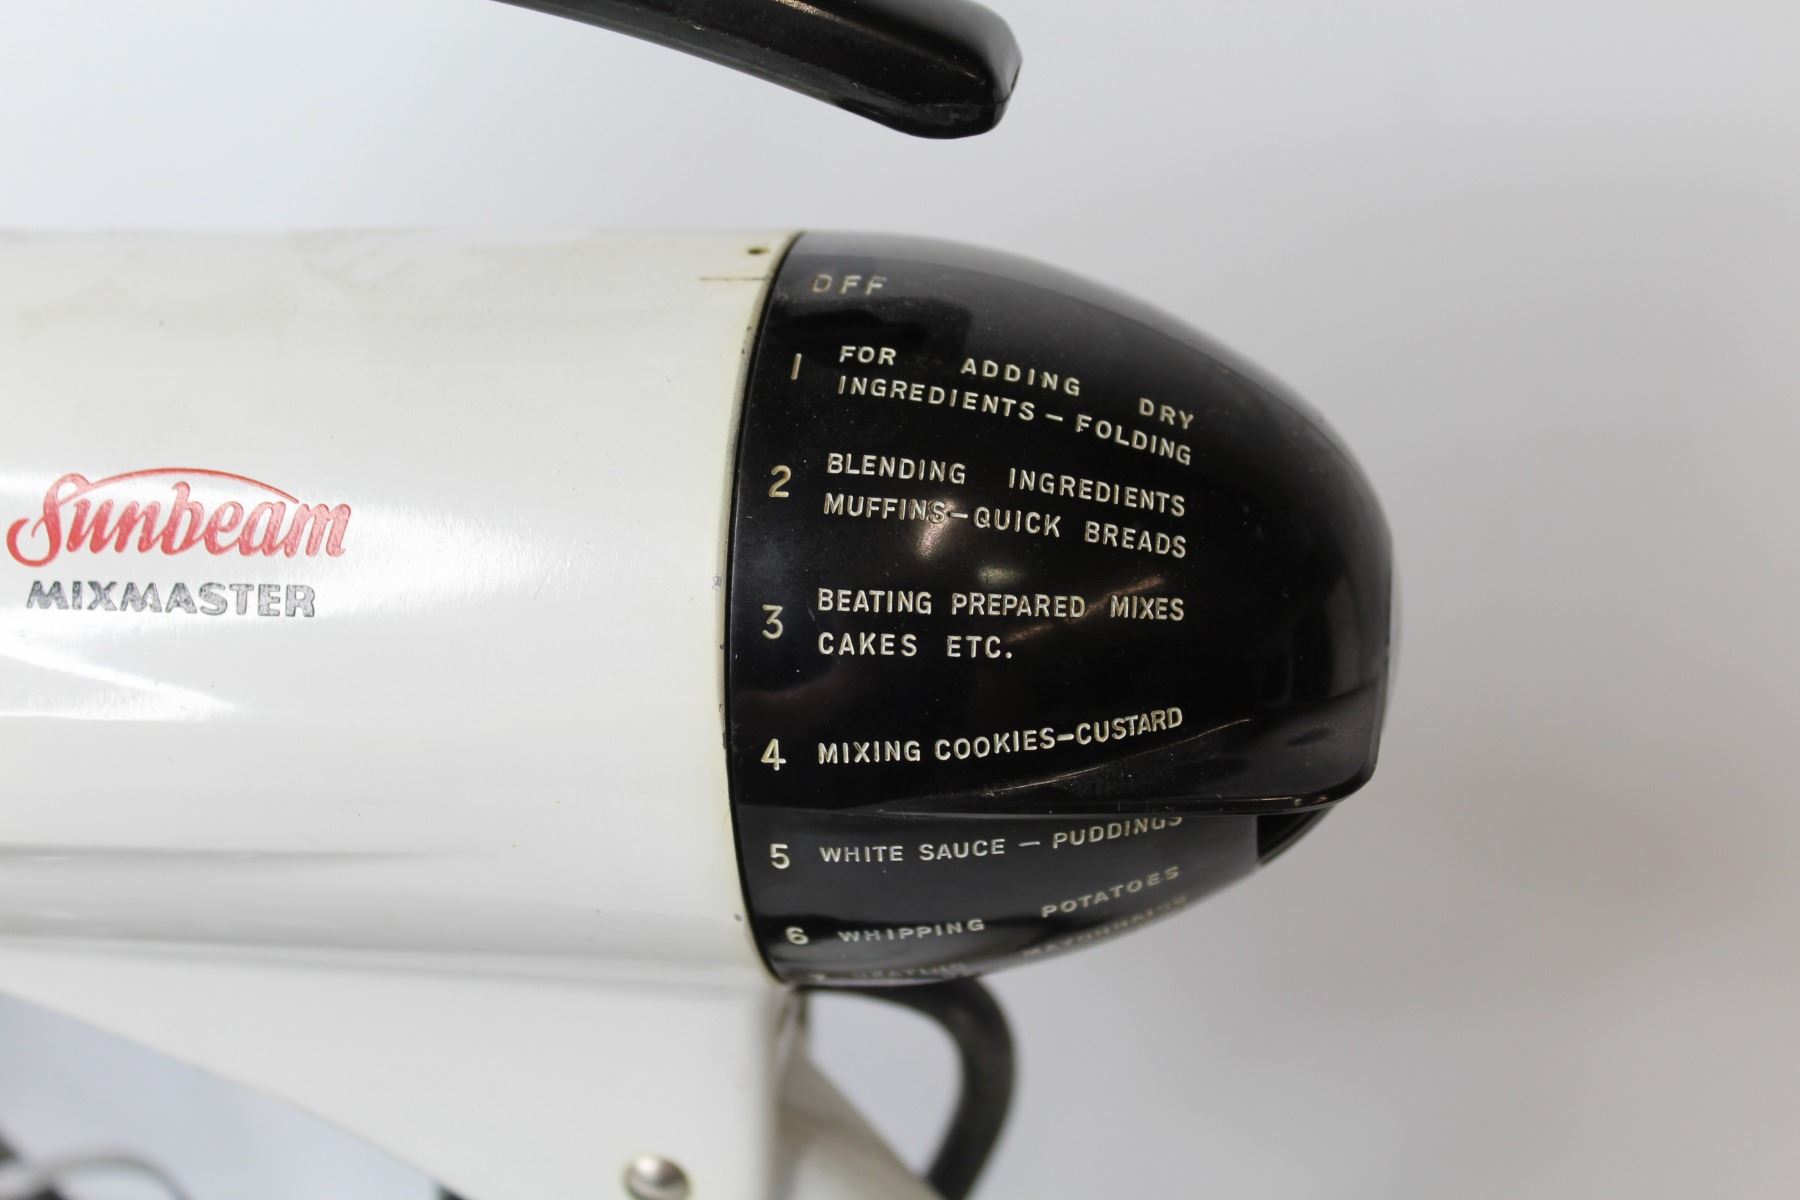 Sunbeam
MIXMASTER
OFF
1 FOR ADDING DRY
INGREDIENTS - FOLDING
2 BLENDING INGREDIENTS
MUFFINS-QUICK BREADS
3 BEATING PREPARED MIXES
CAKES ETC.
4 MIXING COOKIES-CUSTARD
5 WHITE SAUCE - PUDDINGS
6 WHIPPING POTATOES
MAYONNAISE